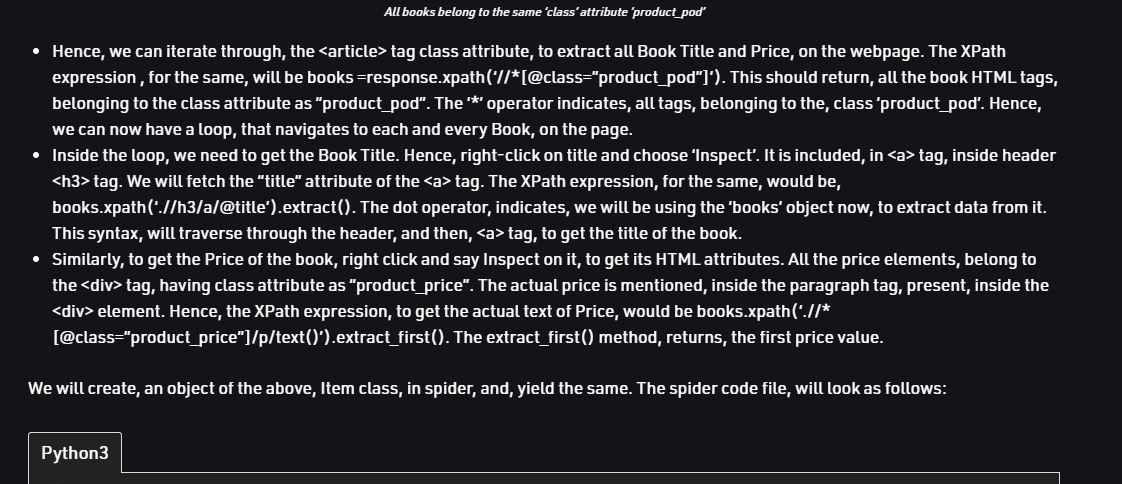 All books belong to the same 'class' attribute 'product_pod'
• Hence, we can iterate through, the <article> tag class attribute, to extract all Book Title and Price, on the webpage. The XPath
expression , for the same, will be books =response.xpath('//*[@class="product_pod"]'). This should return, all the book HTML tags,
belonging to the class attribute as "product_pod". The '*' operator indicates, all tags, belonging to the, class 'product_pod'. Hence,
we can now have a loop, that navigates to each and every Book, on the page.
• Inside the loop, we need to get the Book Title. Hence, right-click on title and choose 'Inspect'. It is included, in <a> tag, inside header
<h3> tag. We will fetch the "title" attribute of the <a> tag. The XPath expression, for the same, would be,
books.xpath('.//h3/a/@title').extract(). The dot operator, indicates, we will be using the 'books' object now, to extract data from it.
This syntax, will traverse through the header, and then, <a> tag, to get the title of the book.
• Similarly, to get the Price of the book, right click and say Inspect on it, to get its HTML attributes. All the price elements, belong to
the <div> tag, having class attribute as "product_price". The actual price is mentioned, inside the paragraph tag, present, inside the
<div> element. Hence, the XPath expression, to get the actual text of Price, would be books.xpath('.//*
[@class="product_price"]/p/text()').extract_first(). The extract_first() method, returns, the first price value.
We will create, an object of the above, Item class, in spider, and, yield the same. The spider code file, will look as follows:
Python3